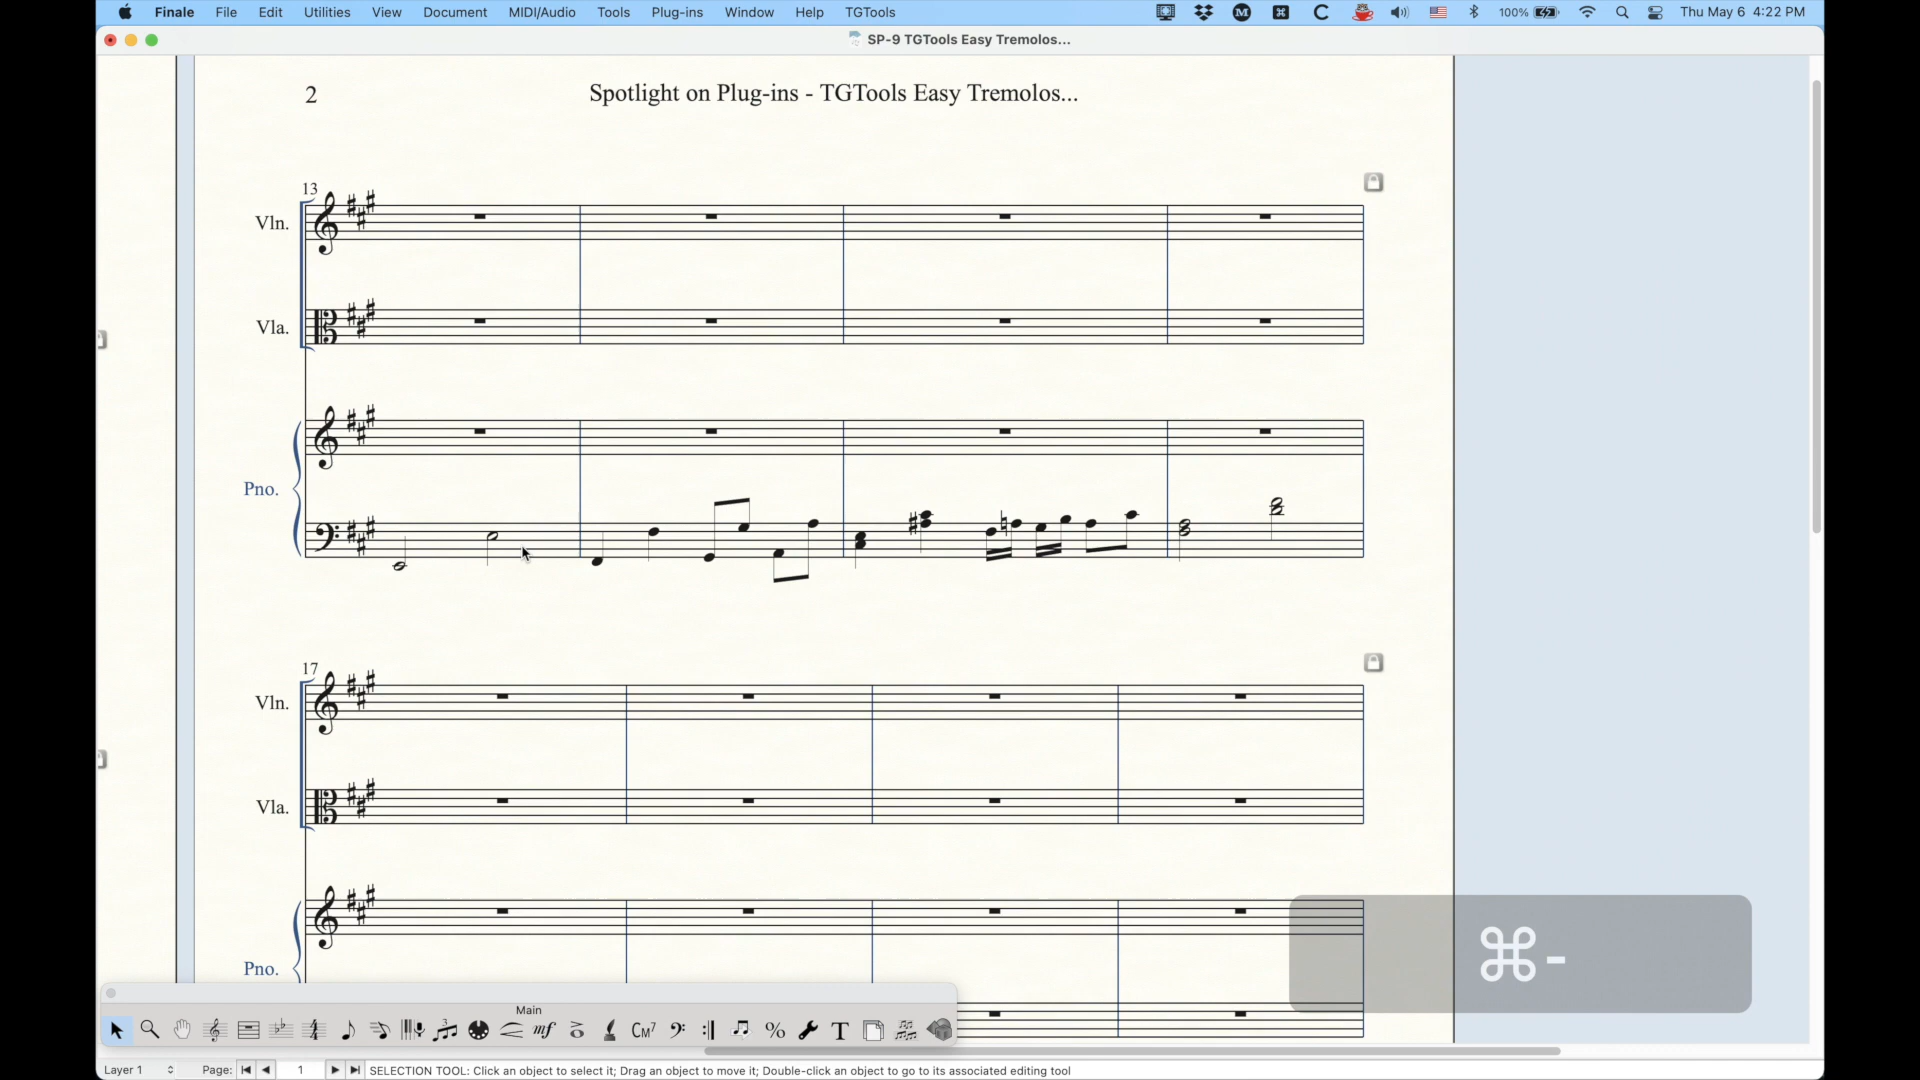 Finale File Edit Utilities View Document MIDI/Audio Tools Plug-ins Window Help TGTools 100% Thu May 6 4:22 PM
SP-9 TGTools Easy Tremolos...
2 Spotlight on Plug-ins - TGTools Easy Tremolos...
13
Vln.
Vla.
Pno.
17
Vln.
Vla.
Pno.
⌘-
Main
mf CM7 % T
Layer 1 Page: 1 SELECTION TOOL: Click an object to select it; Drag an object to move it; Double-click an object to go to its associated editing tool